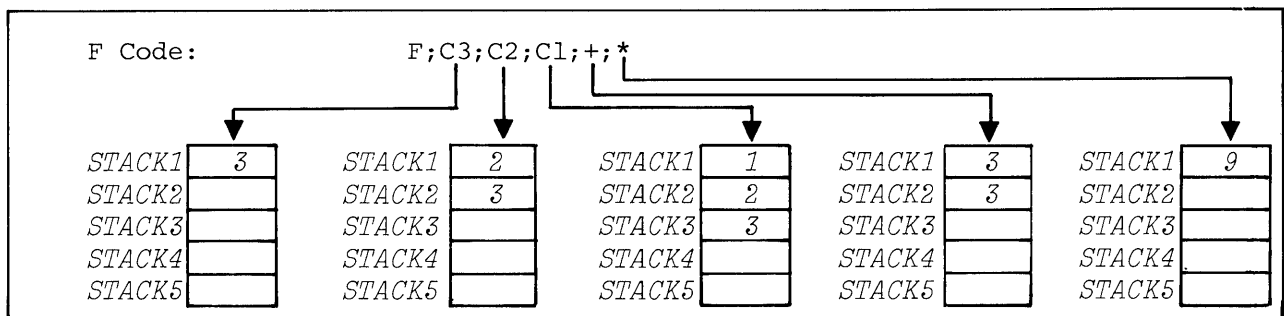 F Code: F;C3;C2;C1;+;*
STACK1 3 STACK1 2 STACK1 1 STACK1 3 STACK1 9
STACK2 STACK2 3 STACK2 2 STACK2 3 STACK2
STACK3 STACK3 STACK3 3 STACK3 STACK3
STACK4 STACK4 STACK4 STACK4 STACK4
STACK5 STACK5 STACK5 STACK5 STACK5